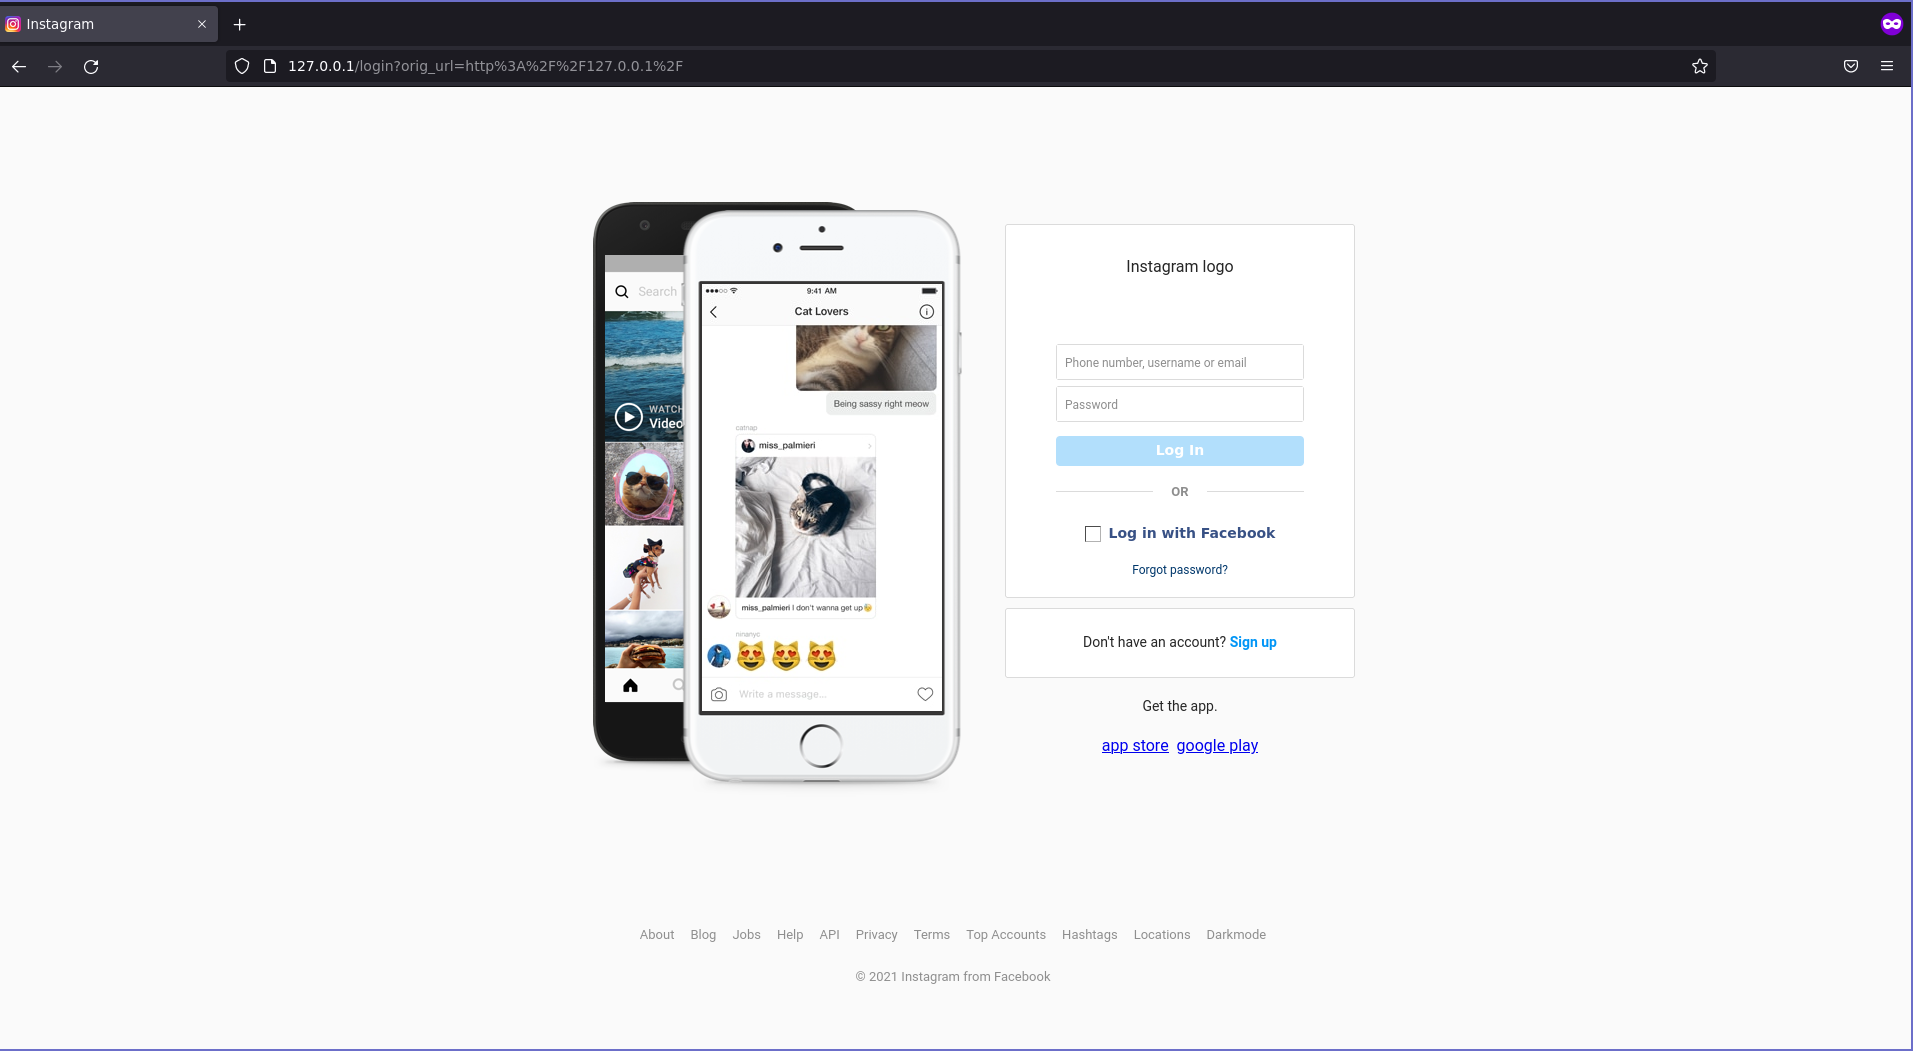 Instagram
127.0.0.1/login?orig_url=http%3A%2F%2F127.0.0.1%2F
Search
WATCH
Video
9:41 AM
Cat Lovers
Being sassy right meow
catnap
miss_palmieri
miss_palmieri I don't wanna get up😴
ninanyc
😻 😻 😻
Write a message...
Instagram logo
Phone number, username or email
Password
Log In
OR
Log in with Facebook
Forgot password?
Don't have an account? Sign up
Get the app.
app store google play
About Blog Jobs Help API Privacy Terms Top Accounts Hashtags Locations Darkmode
© 2021 Instagram from Facebook